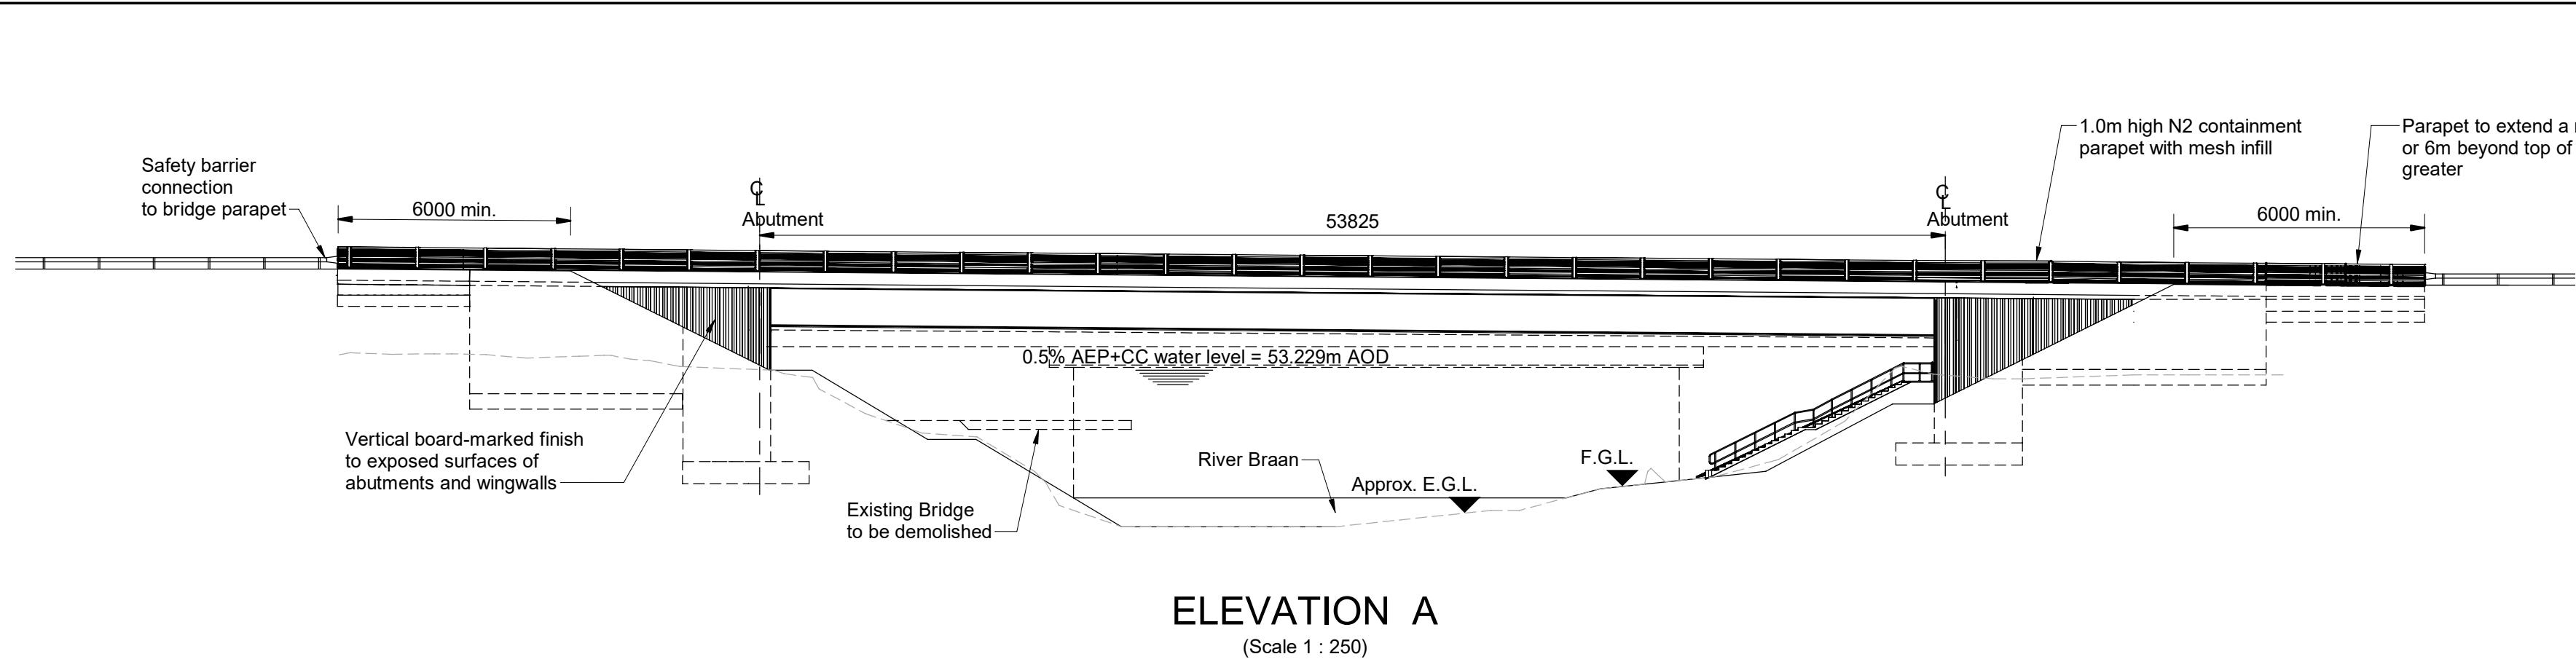 Safety barrier
connection
to bridge parapet
6000 min.
℄
Abutment
53825
℄
Abutment
1.0m high N2 containment
parapet with mesh infill
Parapet to extend a
or 6m beyond top of
greater
6000 min.
0.5% AEP+CC water level = 53.229m AOD
Vertical board-marked finish
to exposed surfaces of
abutments and wingwalls
Existing Bridge
to be demolished
River Braan
Approx. E.G.L.
F.G.L.
ELEVATION A
(Scale 1 : 250)